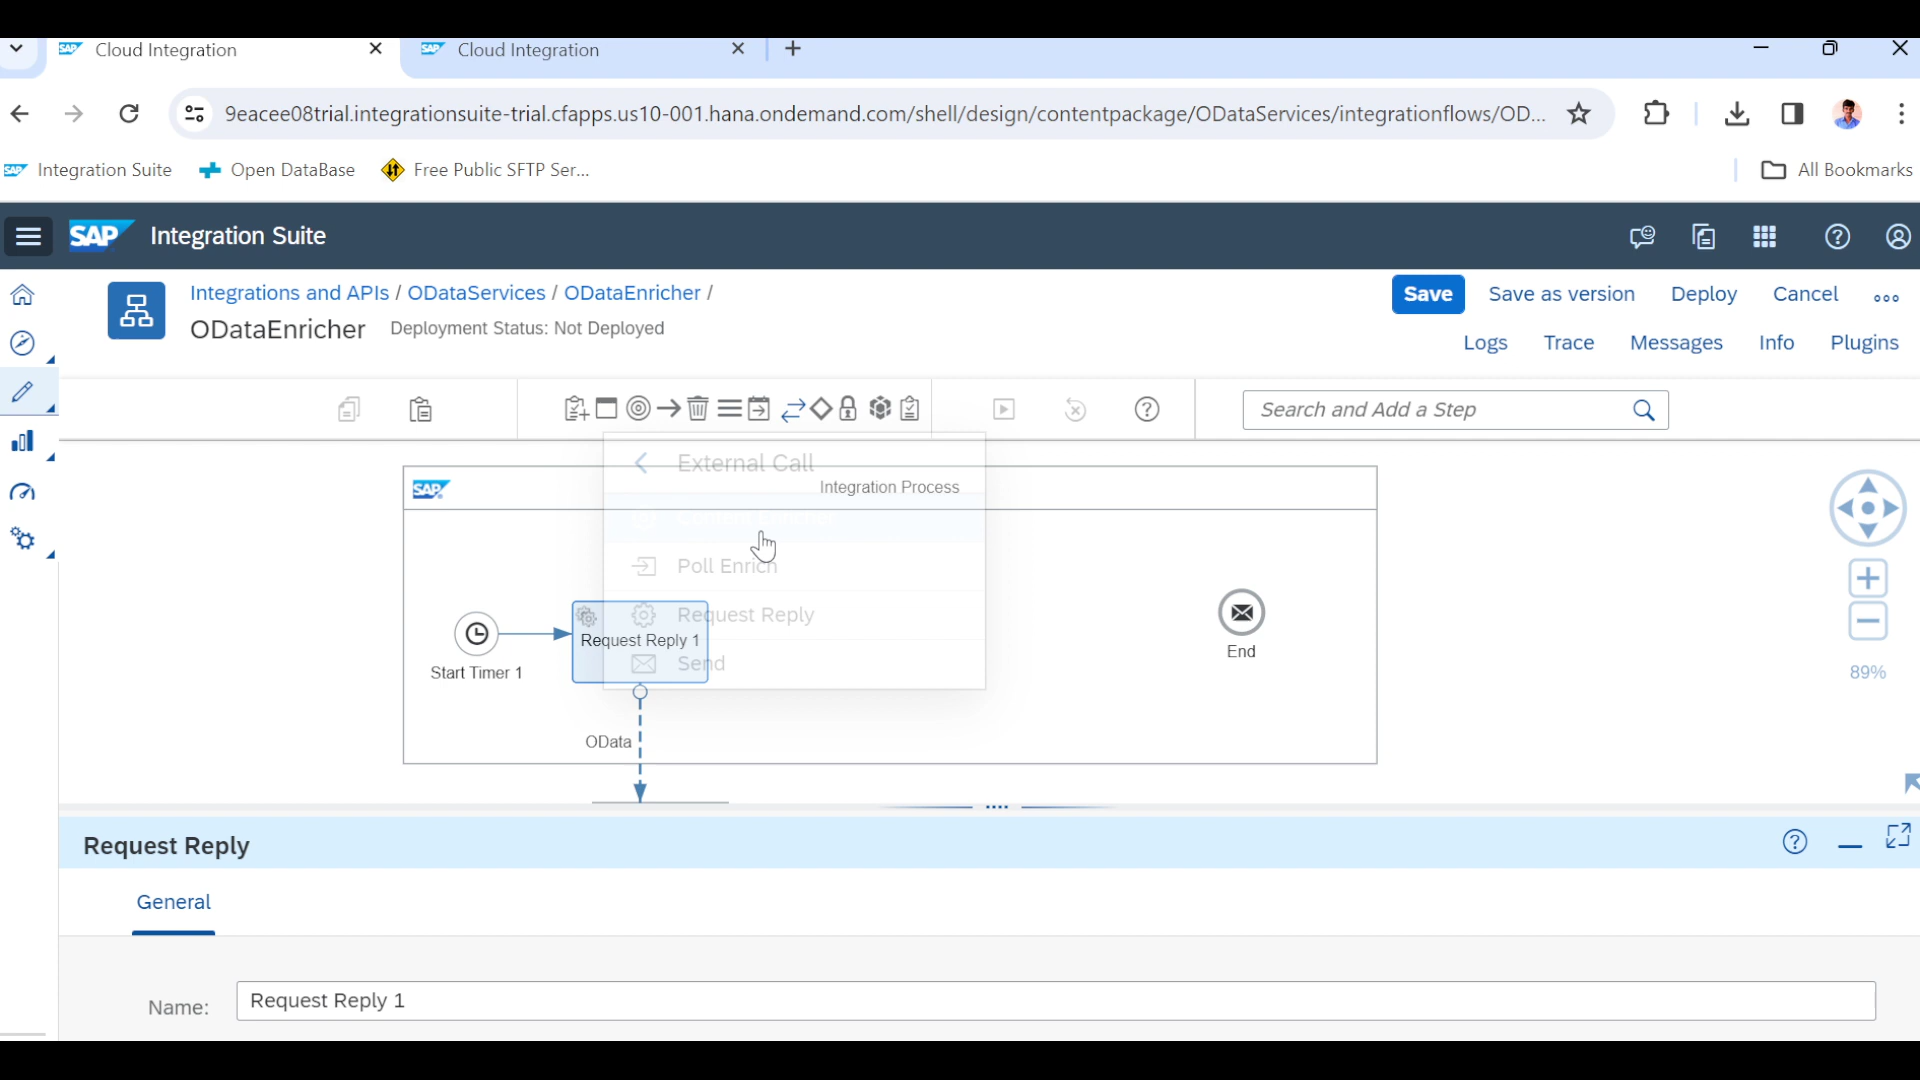 SAP Cloud Integration
SAP Cloud Integration
9eacee08trial.integrationsuite-trial.cfapps.us10-001.hana.ondemand.com/shell/design/contentpackage/ODataServices/integrationflows/OD...
SAP Integration Suite
Open DataBase
Free Public SFTP Ser...
All Bookmarks
SAP Integration Suite
Integrations and APIs / ODataServices / ODataEnricher /
Save
Save as version
Deploy
Cancel
ODataEnricher
Deployment Status: Not Deployed
Logs
Trace
Messages
Info
Plugins
Search and Add a Step
External Call
SAP
Integration Process
Poll Enrich
Request Reply
Request Reply 1
Send
Start Timer 1
End
89%
OData
Request Reply
General
Name:
Request Reply 1